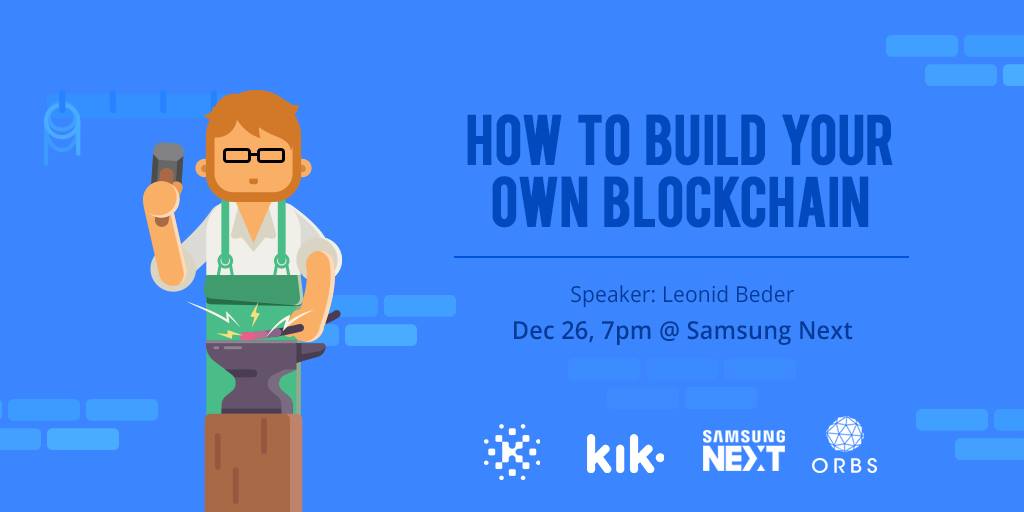 HOW TO BUILD YOUR
OWN BLOCKCHAIN
Speaker: Leonid Beder
Dec 26, 7pm @ Samsung Next
kik
SAMSUNG
NEXT
ORBS